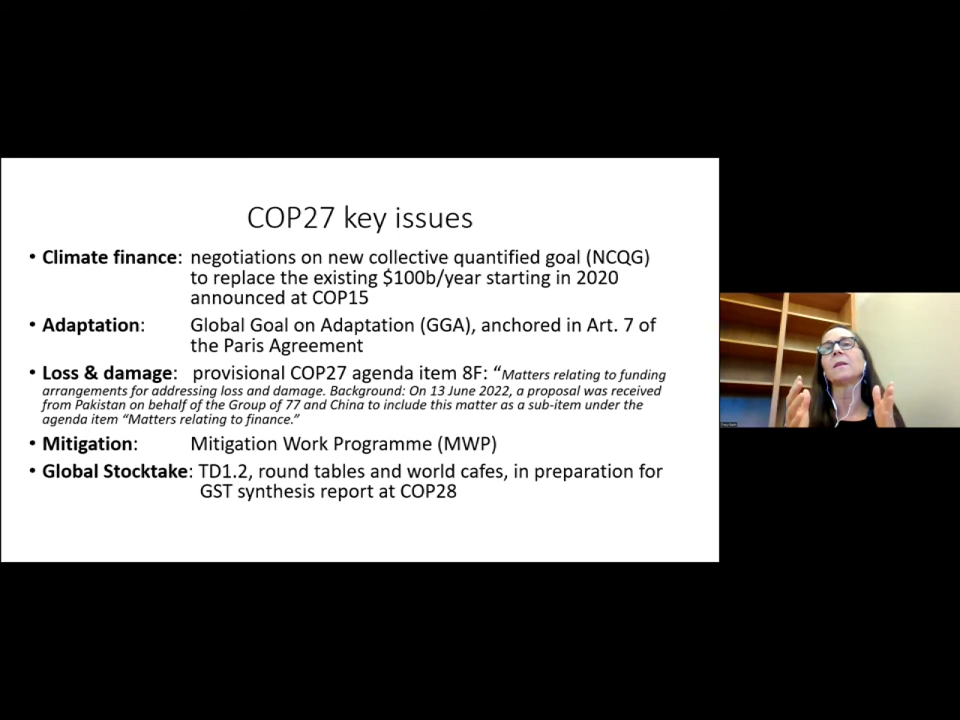 COP27 key issues
• Climate finance: negotiations on new collective quantified goal (NCQG)
to replace the existing $100b/year starting in 2020
announced at COP15
• Adaptation: Global Goal on Adaptation (GGA), anchored in Art. 7 of
the Paris Agreement
• Loss & damage: provisional COP27 agenda item 8F: “Matters relating to funding
arrangements for addressing loss and damage. Background: On 13 June 2022, a proposal was received
from Pakistan on behalf of the Group of 77 and China to include this matter as a sub-item under the
agenda item “Matters relating to finance.”
• Mitigation: Mitigation Work Programme (MWP)
• Global Stocktake: TD1.2, round tables and world cafes, in preparation for
GST synthesis report at COP28